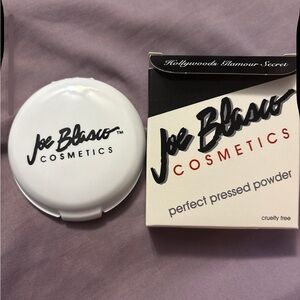 Joe Blasco™
COSMETICS
Hollywoods Glamour Secret
Joe Blasco
COSMETICS
perfect pressed powder
cruelty free